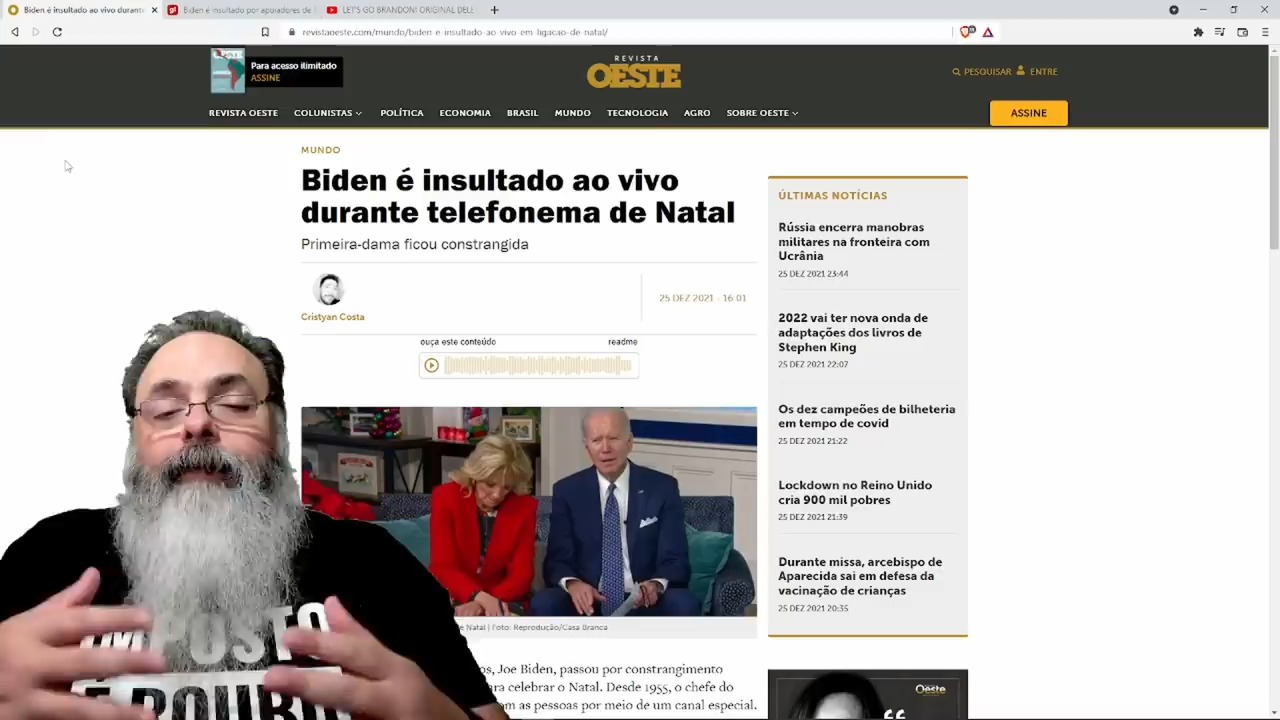 Biden é insultado ao vivo durante
Biden é insultado por apoiadores de
LET'S GO BRANDON! ORIGINAL DELE
revistaoeste.com/mundo/biden-e-insultado-ao-vivo-em-ligacao-de-natal/
OESTE
Para acesso ilimitado
ASSINE
REVISTA
OESTE
PESQUISAR
ENTRE
REVISTA OESTE
COLUNISTAS
POLÍTICA
ECONOMIA
BRASIL
MUNDO
TECNOLOGIA
AGRO
SOBRE OESTE
ASSINE
MUNDO
Biden é insultado ao vivo
durante telefonema de Natal
Primeira-dama ficou constrangida
Cristyan Costa
25 DEZ 2021 - 16:01
ouça este conteúdo
readme
e Natal | Foto: Reprodução/Casa Branca
os, Joe Biden, passou por constrangimento
ra celebrar o Natal. Desde 1955, o chefe do
om as pessoas por meio de um canal especial.
ÚLTIMAS NOTÍCIAS
Rússia encerra manobras
militares na fronteira com
Ucrânia
25 DEZ 2021 23:44
2022 vai ter nova onda de
adaptações dos livros de
Stephen King
25 DEZ 2021 22:07
Os dez campeões de bilheteria
em tempo de covid
25 DEZ 2021 21:22
Lockdown no Reino Unido
cria 900 mil pobres
25 DEZ 2021 21:39
Durante missa, arcebispo de
Aparecida sai em defesa da
vacinação de crianças
25 DEZ 2021 20:35
Oeste